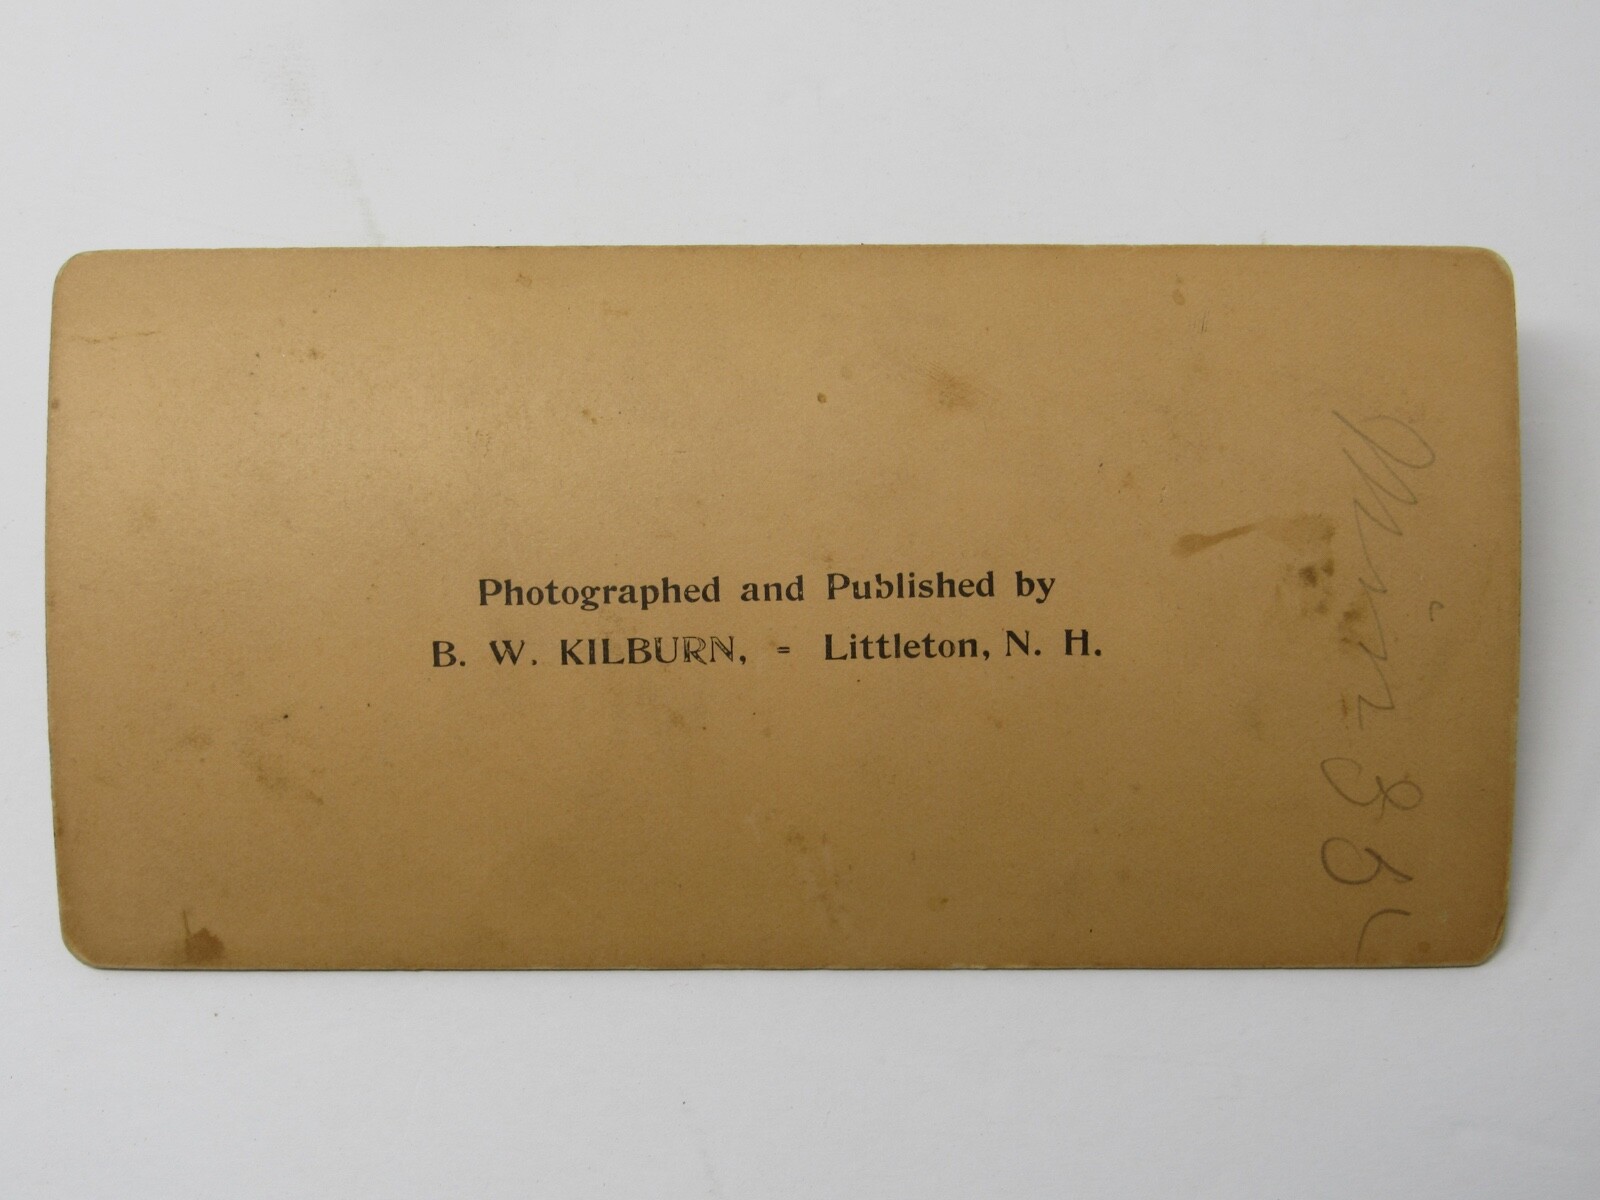 Photographed and Published by
B. W. KILBURN, = Littleton, N. H.